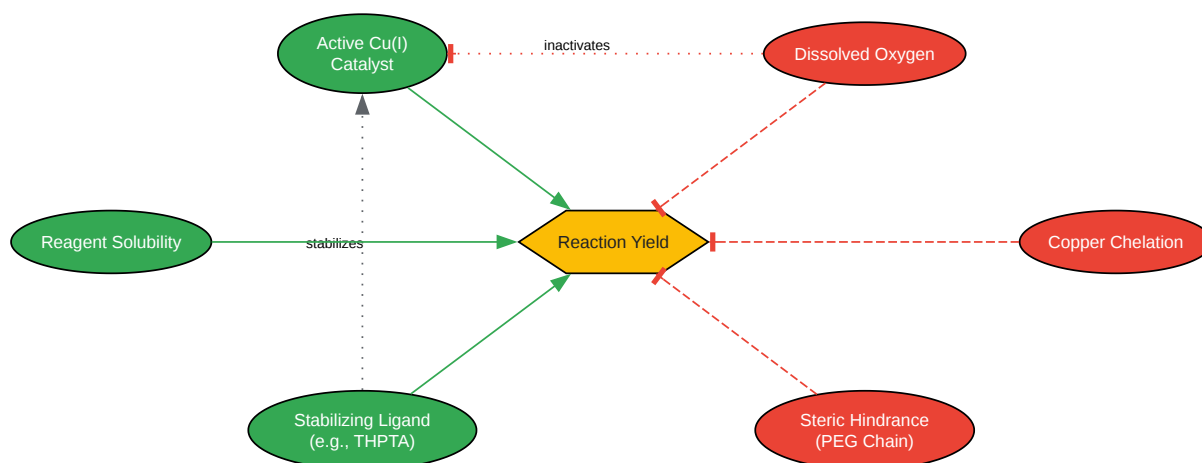 Active Cu(I)
Catalyst
inactivates
Dissolved Oxygen
Reagent Solubility
stabilizes
Reaction Yield
Copper Chelation
Stabilizing Ligand
(e.g., THPTA)
Steric Hindrance
(PEG Chain)